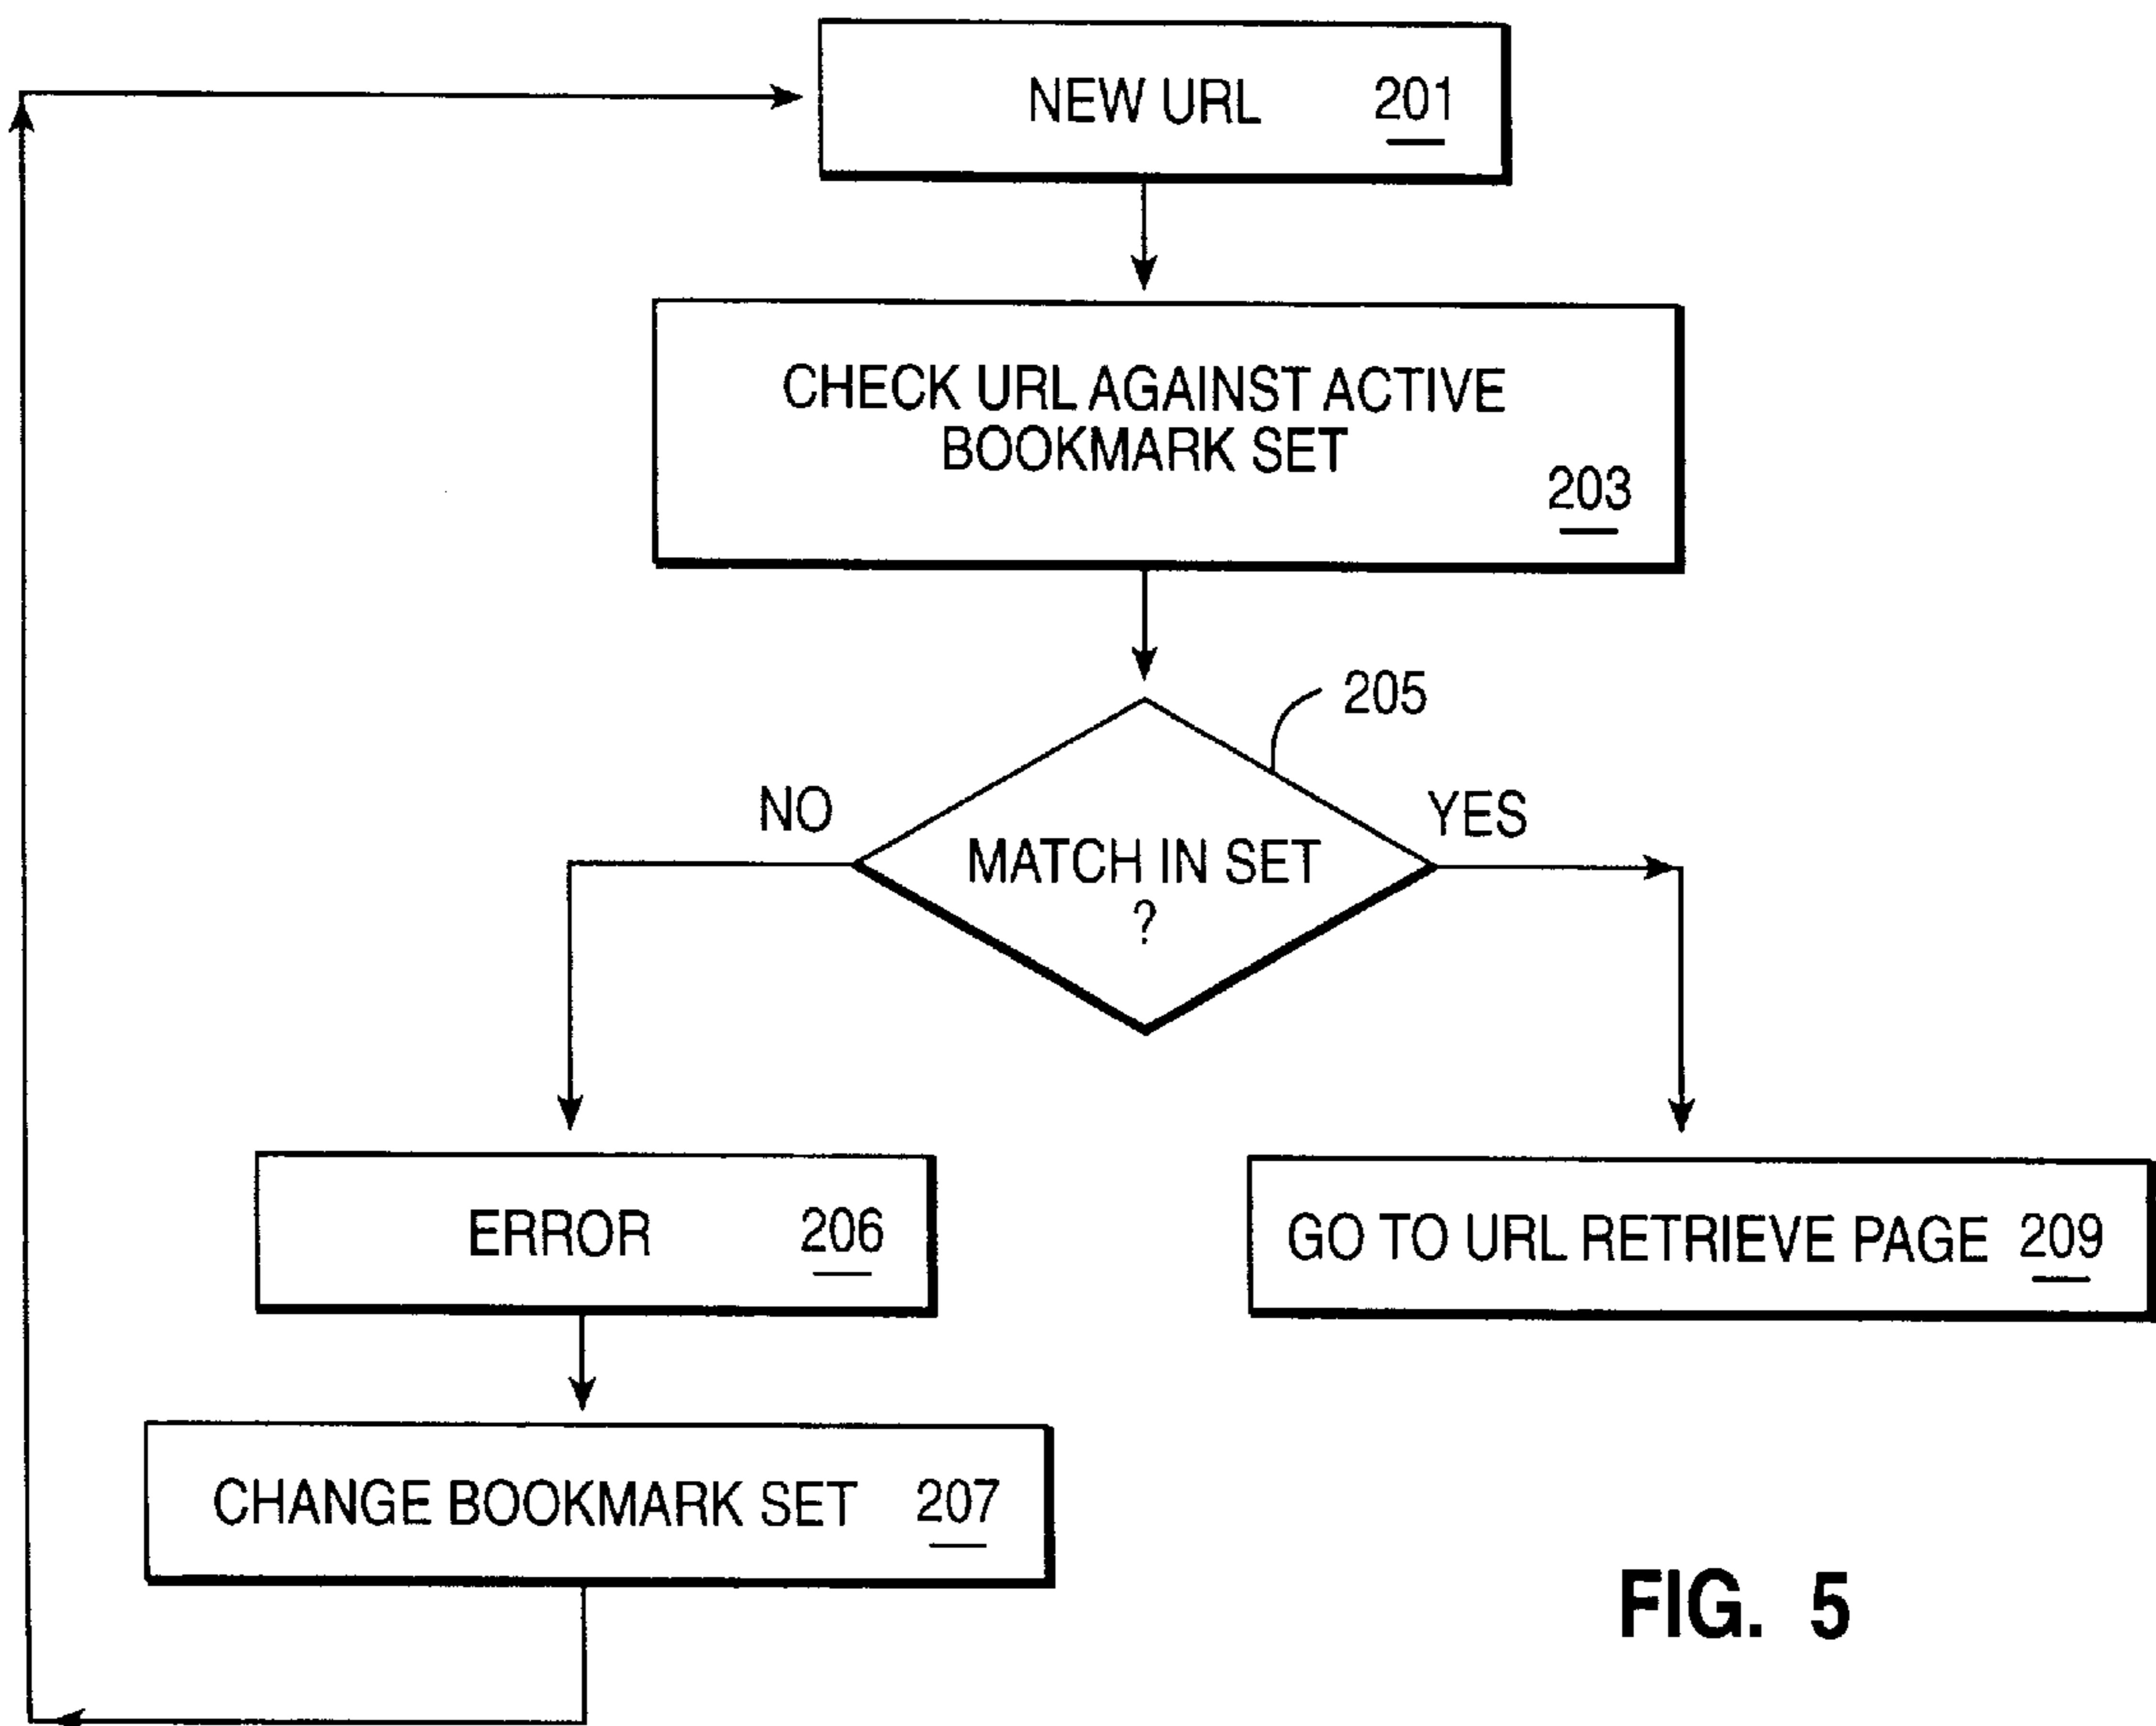 NEW URL 201
CHECK URL AGAINST ACTIVE
BOOKMARK SET
203
205
NO
YES
MATCH IN SET
?
ERROR 206
GO TO URL RETRIEVE PAGE 209
CHANGE BOOKMARK SET 207
FIG. 5